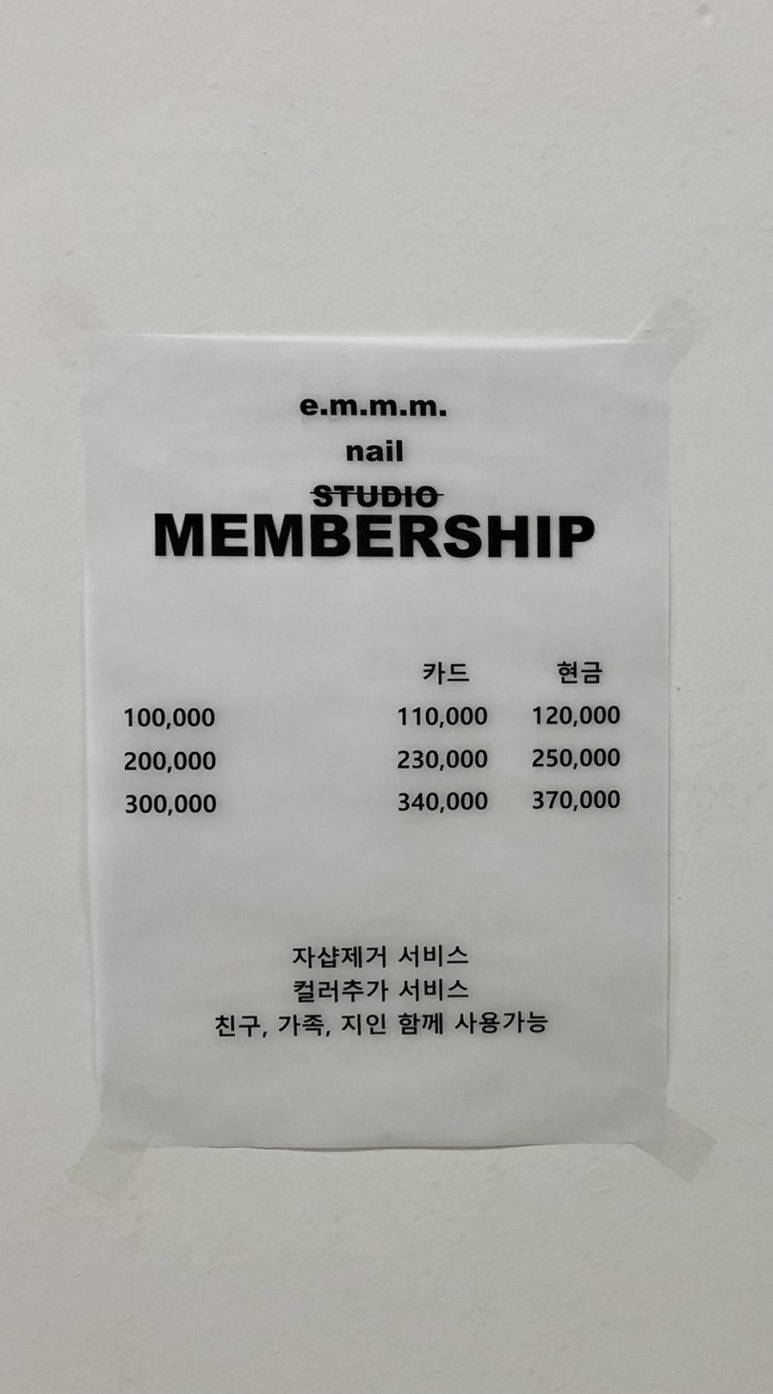 e.m.m.m.
nail
STUDIO
MEMBERSHIP
카드 현금
100,000 110,000 120,000
200,000 230,000 250,000
300,000 340,000 370,000
자샵제거 서비스
컬러추가 서비스
친구, 가족, 지인 함께 사용가능